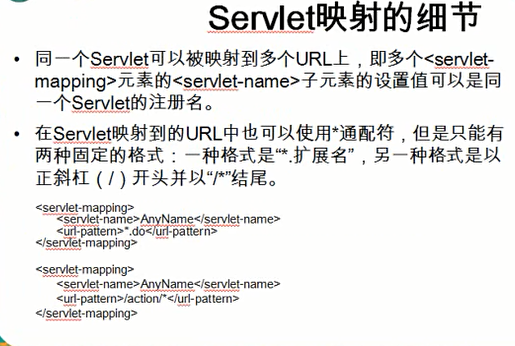 Servlet映射的细节
• 同一个Servlet可以被映射到多个URL上，即多个<servlet-
mapping>元素的<servlet-name>子元素的设置值可以是同
一个Servlet的注册名。
• 在Servlet映射到的URL中也可以使用*通配符，但是只能有
两种固定的格式：一种格式是“*.扩展名”，另一种格式是以
正斜杠（/）开头并以“/*”结尾。
<servlet-mapping>
<servlet-name>AnyName</servlet-name>
<url-pattern>*.do</url-pattern>
</servlet-mapping>
<servlet-mapping>
<servlet-name>AnyName</servlet-name>
<url-pattern>/action/*</url-pattern>
</servlet-mapping>